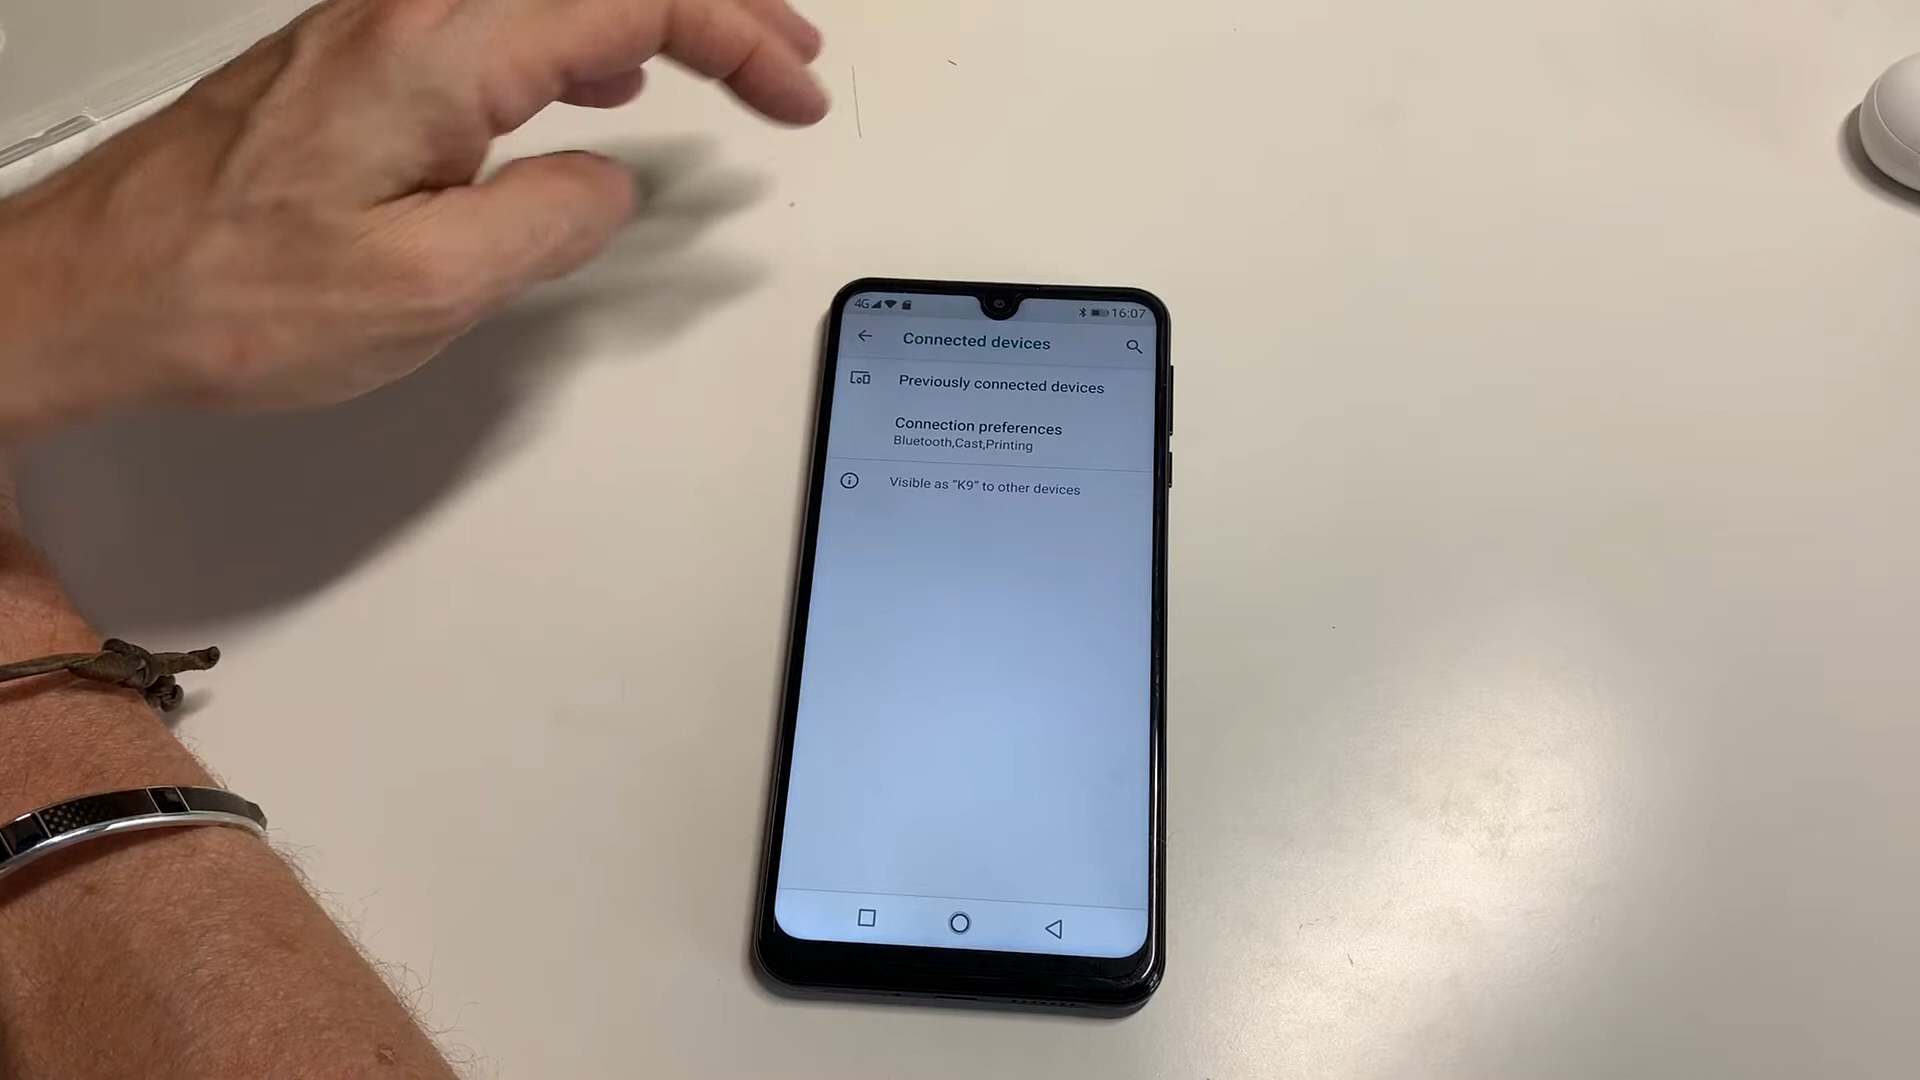 4G 16:07
Connected devices
Previously connected devices
Connection preferences
Bluetooth,Cast,Printing
Visible as "K9" to other devices